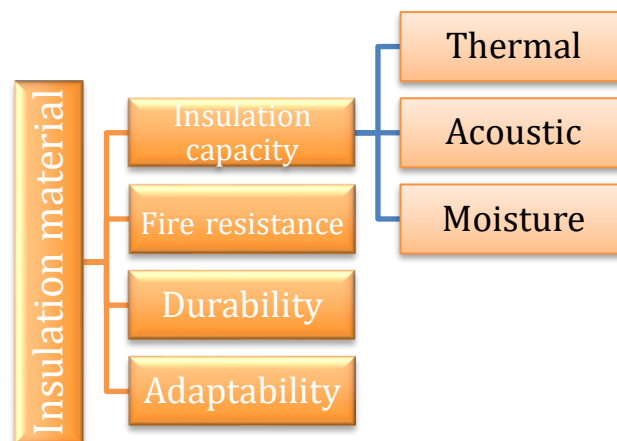 Insulation material
Insulation
capacity
Fire resistance
Durability
Adaptability
Thermal
Acoustic
Moisture